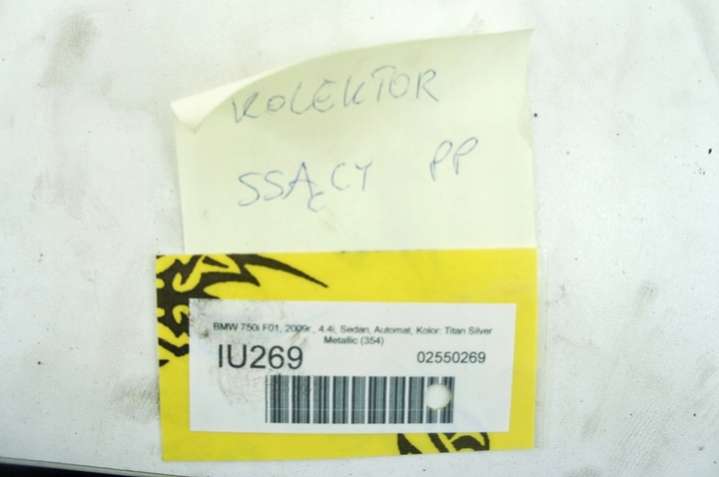 KOLEKTOR
SSĄCY PP
BMW 750i F01, 2009r., 4.4i, Sedan, Automat, Kolor: Titan Silver
Metallic (354)
IU269 02550269